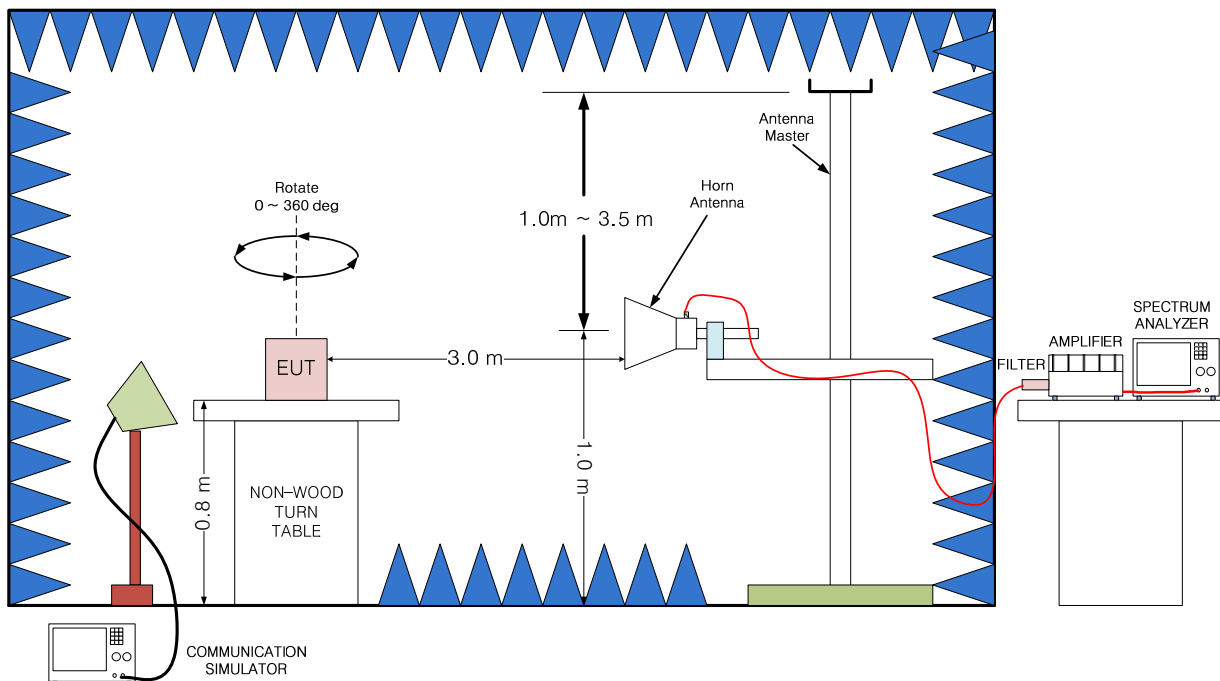 Antenna
Master
Rotate
0 ~ 360 deg
Horn
Antenna
1.0m ~ 3.5 m
SPECTRUM
ANALYZER
AMPLIFIER
FILTER
EUT
3.0 m
1.0 m
0.8 m
NON-WOOD
TURN
TABLE
COMMUNICATION
SIMULATOR